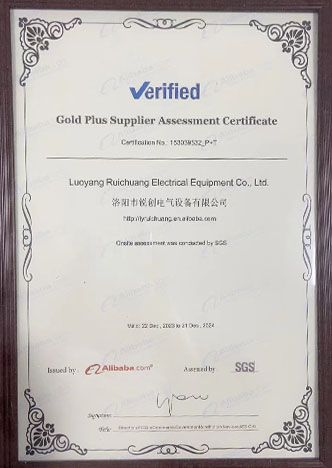 Verified
Gold Plus Supplier Assessment Certificate
Certification No.: 153039532_P+T
Luoyang Ruichuang Electrical Equipment Co., Ltd.
洛阳市锐创电气设备有限公司
http://lyruichuang.en.alibaba.com
Onsite assessment was conducted by SGS
Valid: 22 Dec., 2023 to 21 Dec., 2024
Issued by : Alibaba.com® Assessed by : SGS
Signature:
Title: